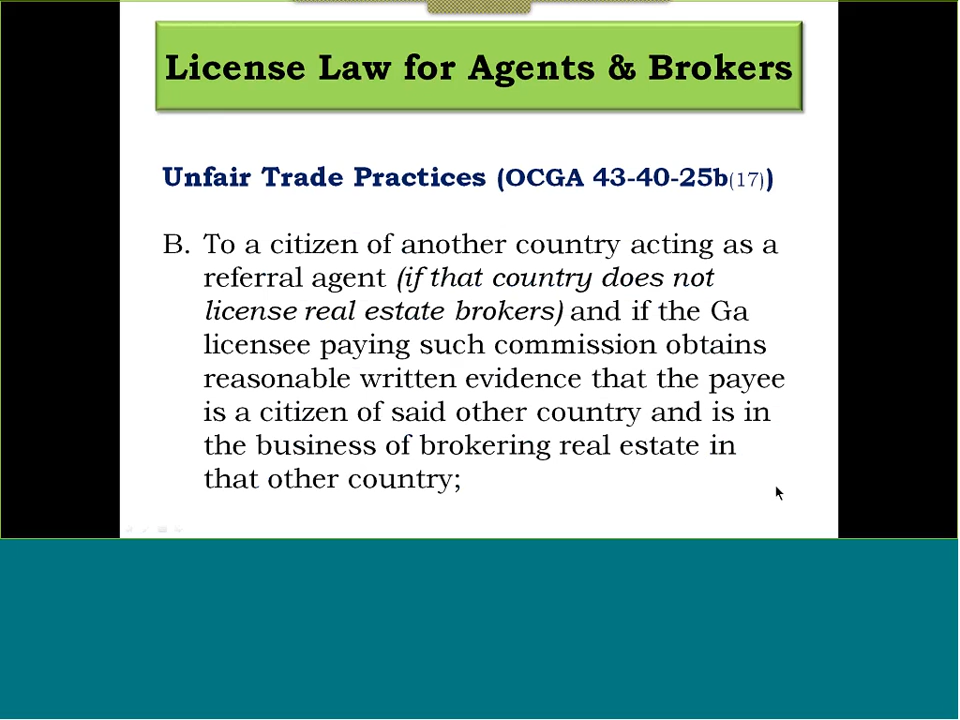 License Law for Agents & Brokers
Unfair Trade Practices (OCGA 43-40-25b(17))
B. To a citizen of another country acting as a
referral agent (if that country does not
license real estate brokers) and if the Ga
licensee paying such commission obtains
reasonable written evidence that the payee
is a citizen of said other country and is in
the business of brokering real estate in
that other country;